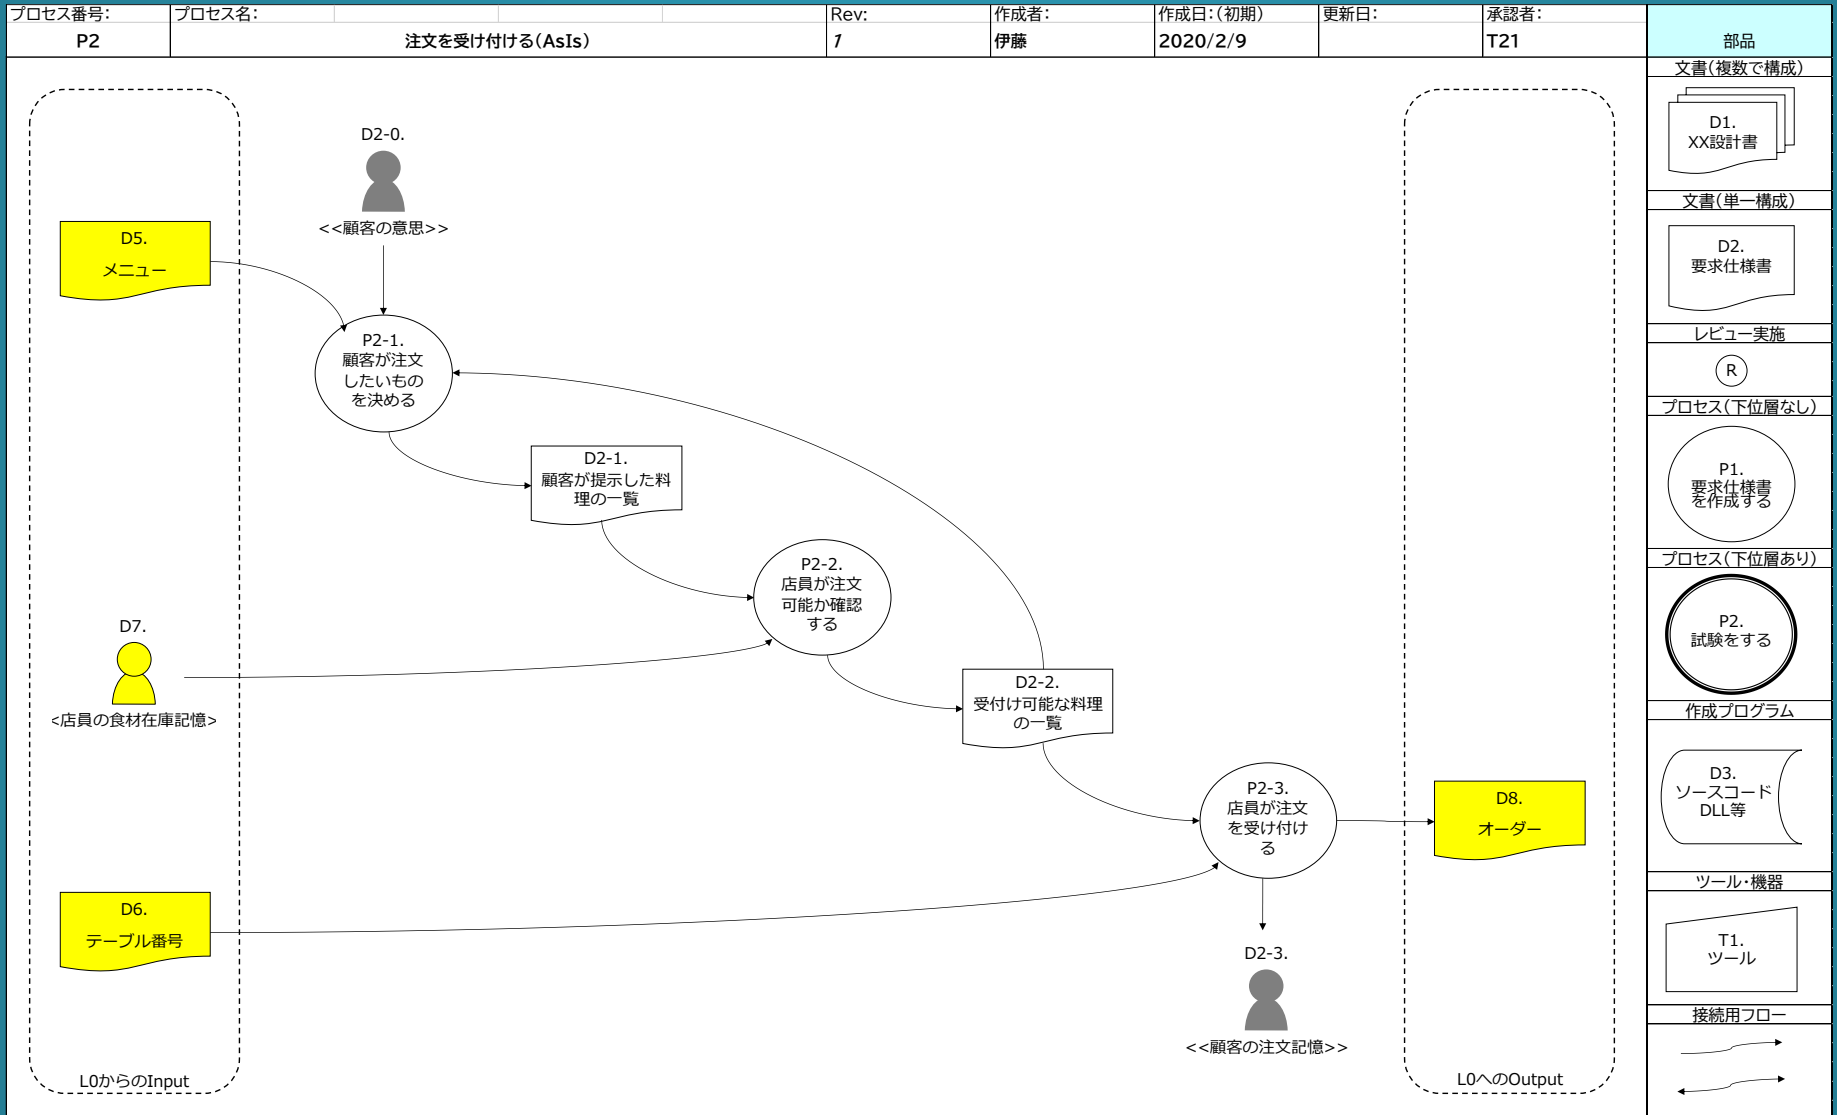 プロセス番号:
プロセス名:
Rev:
作成者:
作成日:(初期)
更新日:
承認者:
P2
注文を受け付ける(AsIs)
1
伊藤
2020/2/9
T21
部品
D2-0.
<<顧客の意思>>
D5.
メニュー
P2-1.
顧客が注文
したいもの
を決める
D2-1.
顧客が提示した料
理の一覧
P2-2.
店員が注文
可能か確認
する
D7.
<店員の食材在庫記憶>
D2-2.
受付け可能な料理
の一覧
P2-3.
店員が注文
を受け付け
る
D8.
オーダー
D6.
テーブル番号
D2-3.
<<顧客の注文記憶>>
L0からのInput
L0へのOutput
文書(複数で構成)
D1.
XX設計書
文書(単一構成)
D2.
要求仕様書
レビュー実施
R
プロセス(下位層なし)
P1.
要求仕様書
を作成する
プロセス(下位層あり)
P2.
試験をする
作成プログラム
D3.
ソースコード
DLL等
ツール・機器
T1.
ツール
接続用フロー